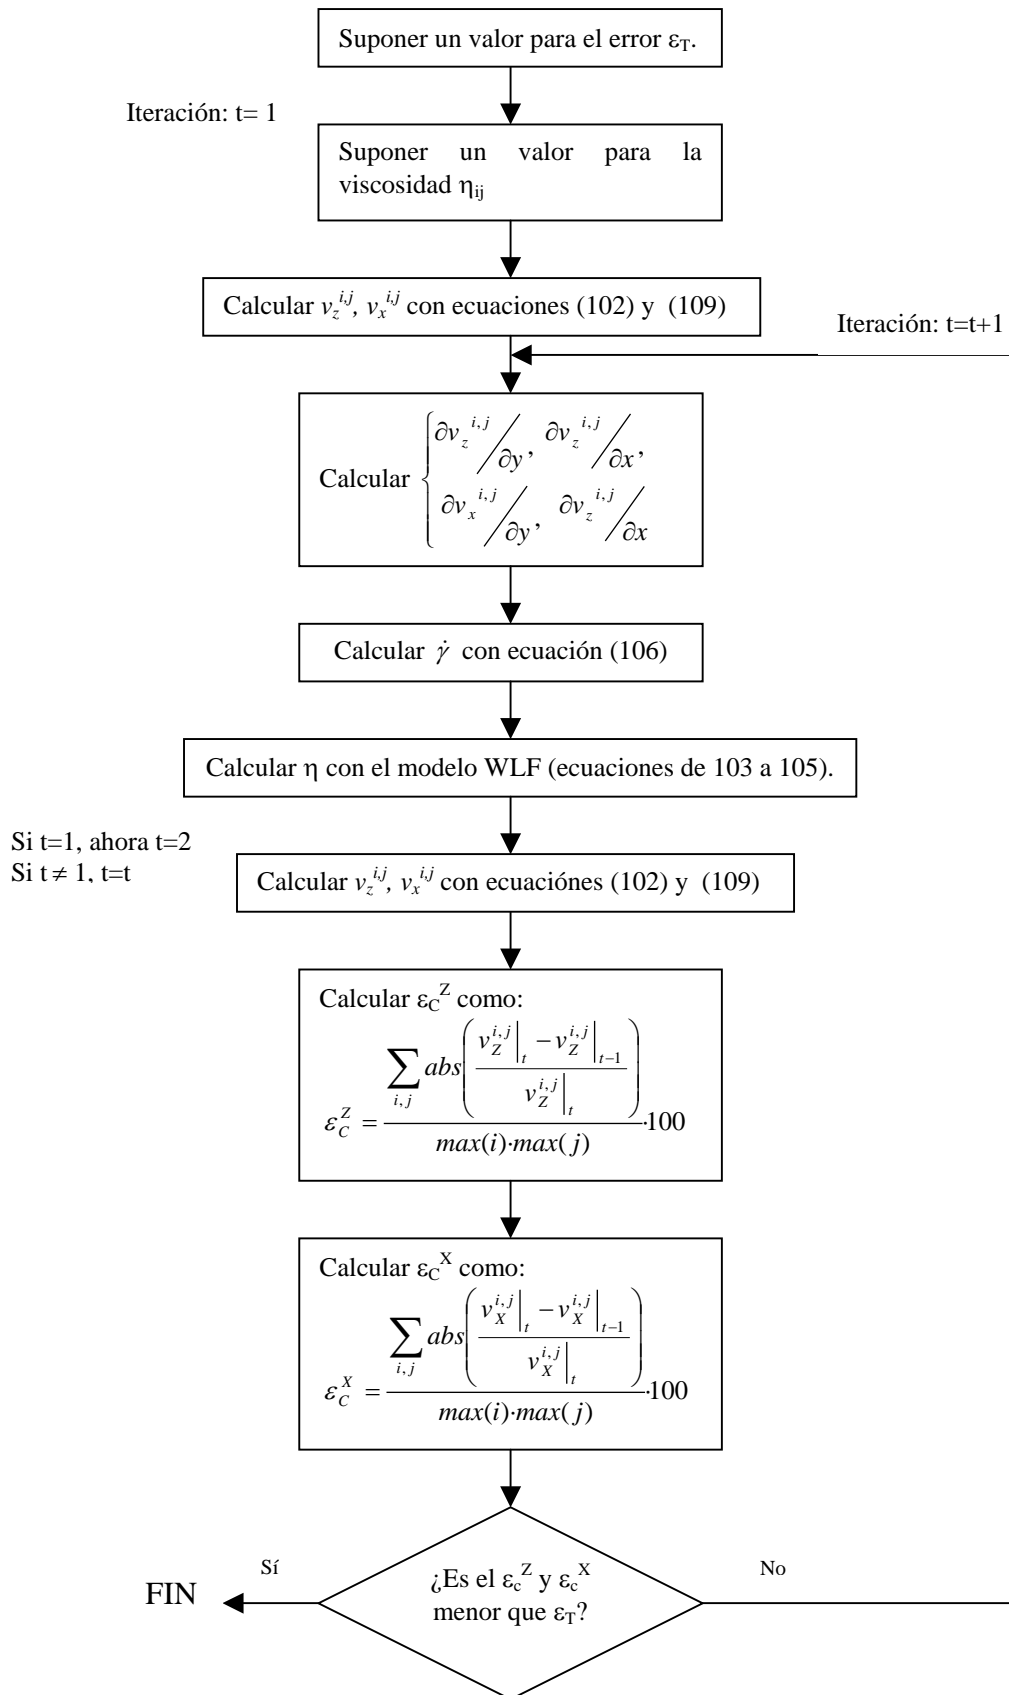 Suponer un valor para el error ε_T.
Iteración: t= 1
Suponer un valor para la
viscosidad η_ij
Calcular v_z^i,j, v_x^i,j con ecuaciones (102) y (109)
Iteración: t=t+1
Calcular { ∂v_z^i,j/∂y, ∂v_z^i,j/∂x,
∂v_x^i,j/∂y, ∂v_z^i,j/∂x
Calcular γ̇ con ecuación (106)
Calcular η con el modelo WLF (ecuaciones de 103 a 105).
Si t=1, ahora t=2
Si t ≠ 1, t=t
Calcular v_z^i,j, v_x^i,j con ecuaciónes (102) y (109)
Calcular ε_C^Z como:
ε_C^Z = ∑_i,j abs( (v_Z^i,j|_t − v_Z^i,j|_t−1) / v_Z^i,j|_t ) / max(i)·max(j) ·100
Calcular ε_C^X como:
ε_C^X = ∑_i,j abs( (v_X^i,j|_t − v_X^i,j|_t−1) / v_X^i,j|_t ) / max(i)·max(j) ·100
Sí
No
¿Es el ε_c^Z y ε_c^X
menor que ε_T?
FIN